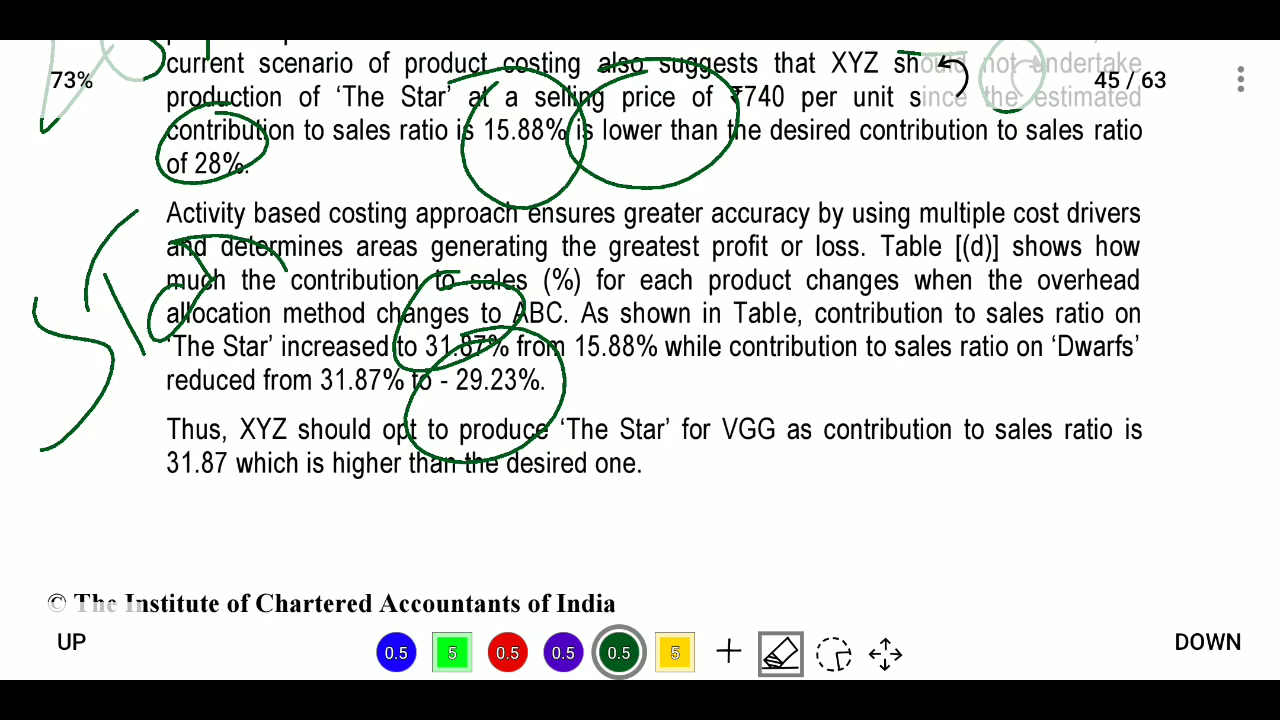 current scenario of product costing also suggests that XYZ should not undertake
73%
45 / 63
production of ‘The Star’ at a selling price of ₹740 per unit since the estimated
contribution to sales ratio is 15.88% is lower than the desired contribution to sales ratio
of 28%.
Activity based costing approach ensures greater accuracy by using multiple cost drivers
and determines areas generating the greatest profit or loss. Table [(d)] shows how
much the contribution to sales (%) for each product changes when the overhead
allocation method changes to ABC. As shown in Table, contribution to sales ratio on
‘The Star’ increased to 31.87% from 15.88% while contribution to sales ratio on ‘Dwarfs’
reduced from 31.87% to - 29.23%.
Thus, XYZ should opt to produce ‘The Star’ for VGG as contribution to sales ratio is
31.87 which is higher than the desired one.
© The Institute of Chartered Accountants of India
UP
0.5 5 0.5 0.5 0.5 5
DOWN